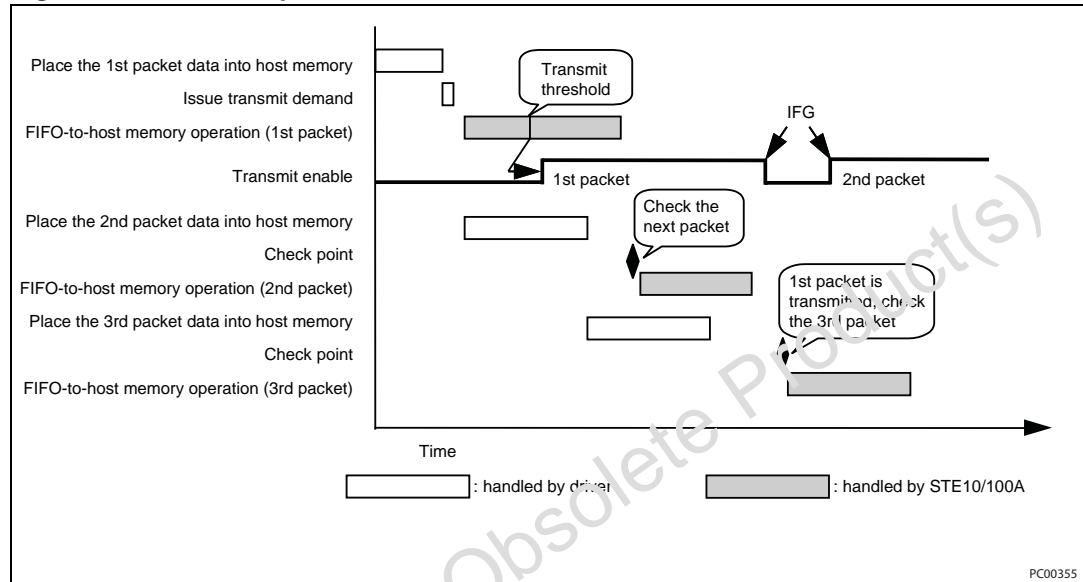 Place the 1st packet data into host memory
Issue transmit demand
FIFO-to-host memory operation (1st packet)
Transmit
threshold
IFG
Transmit enable
1st packet
2nd packet
Place the 2nd packet data into host memory
Check the
next packet
Check point
FIFO-to-host memory operation (2nd packet)
1st packet is
transmitted, check
the 3rd packet
Place the 3rd packet data into host memory
Check point
FIFO-to-host memory operation (3rd packet)
Time
: handled by driver
: handled by STE10/100A
Obsolete Product(s)
PC00355